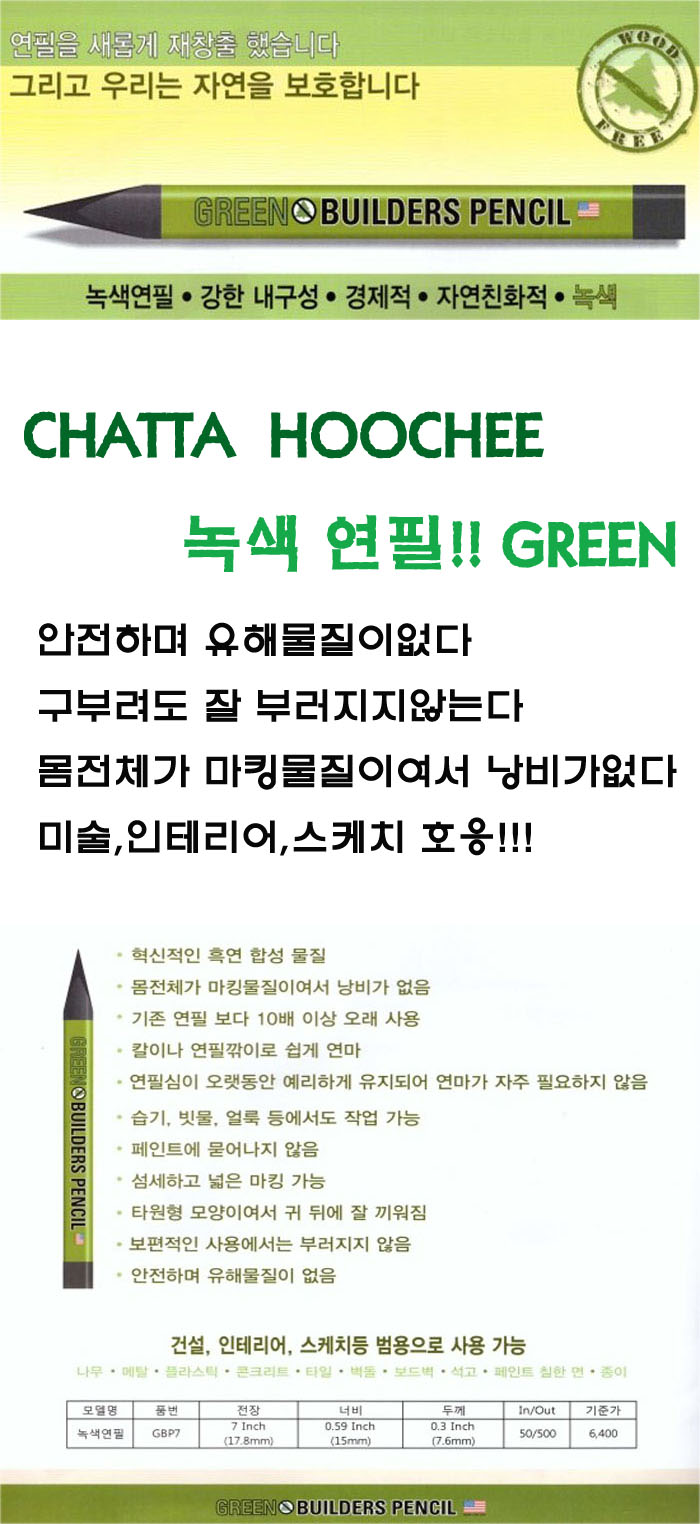 연필을 새롭게 재창출 했습니다
그리고 우리는 자연을 보호합니다
WOOD
FREE
GREEN BUILDERS PENCIL
녹색연필 • 강한 내구성 • 경제적 • 자연친화적 • 녹색
CHATTA HOOCHEE
녹색 연필!! GREEN
안전하며 유해물질이없다
구부려도 잘 부러지지않는다
몸전체가 마킹물질이여서 낭비가없다
미술,인테리어,스케치 호응!!!
• 혁신적인 흑연 합성 물질
• 몸전체가 마킹물질이여서 낭비가 없음
• 기존 연필 보다 10배 이상 오래 사용
• 칼이나 연필깎이로 쉽게 연마
• 연필심이 오랫동안 예리하게 유지되어 연마가 자주 필요하지 않음
• 습기, 빗물, 얼룩 등에서도 작업 가능
• 페인트에 묻어나지 않음
• 섬세하고 넓은 마킹 가능
• 타원형 모양이여서 귀 뒤에 잘 끼워짐
• 보편적인 사용에서는 부러지지 않음
• 안전하며 유해물질이 없음
GREEN BUILDERS PENCIL
건설, 인테리어, 스케치등 범용으로 사용 가능
나무 • 메탈 • 플라스틱 • 콘크리트 • 타일 • 벽돌 • 보드벽 • 석고 • 페인트 칠한 면 • 종이
모델명 품번 전장 너비 두께 In/Out 기준가
녹색연필 GBP7 7 Inch (17.8mm) 0.59 Inch (15mm) 0.3 Inch (7.6mm) 50/500 6,400
GREEN BUILDERS PENCIL